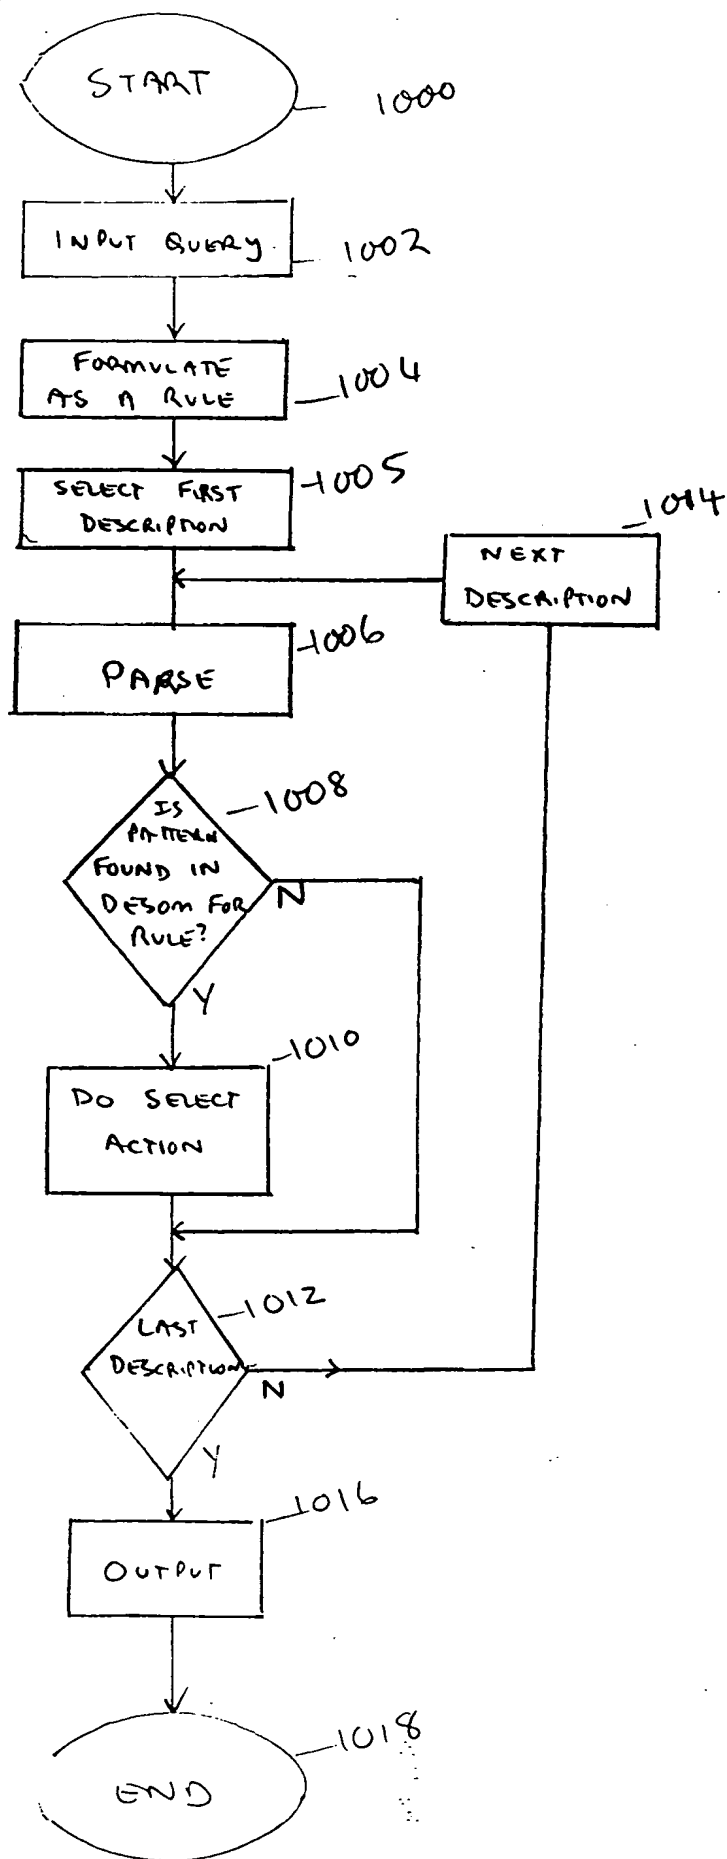 START
1000
INPUT QUERY
1002
FORMULATE
AS A RULE
1004
SELECT FIRST
DESCRIPTION
1005
NEXT
DESCRIPTION
1014
PARSE
1006
IS
PATTERN
FOUND IN
DESCM FOR
RULE?
1008
N
Y
DO SELECT
ACTION
1010
LAST
DESCRIPTION
1012
N
Y
OUTPUT
1016
END
1018